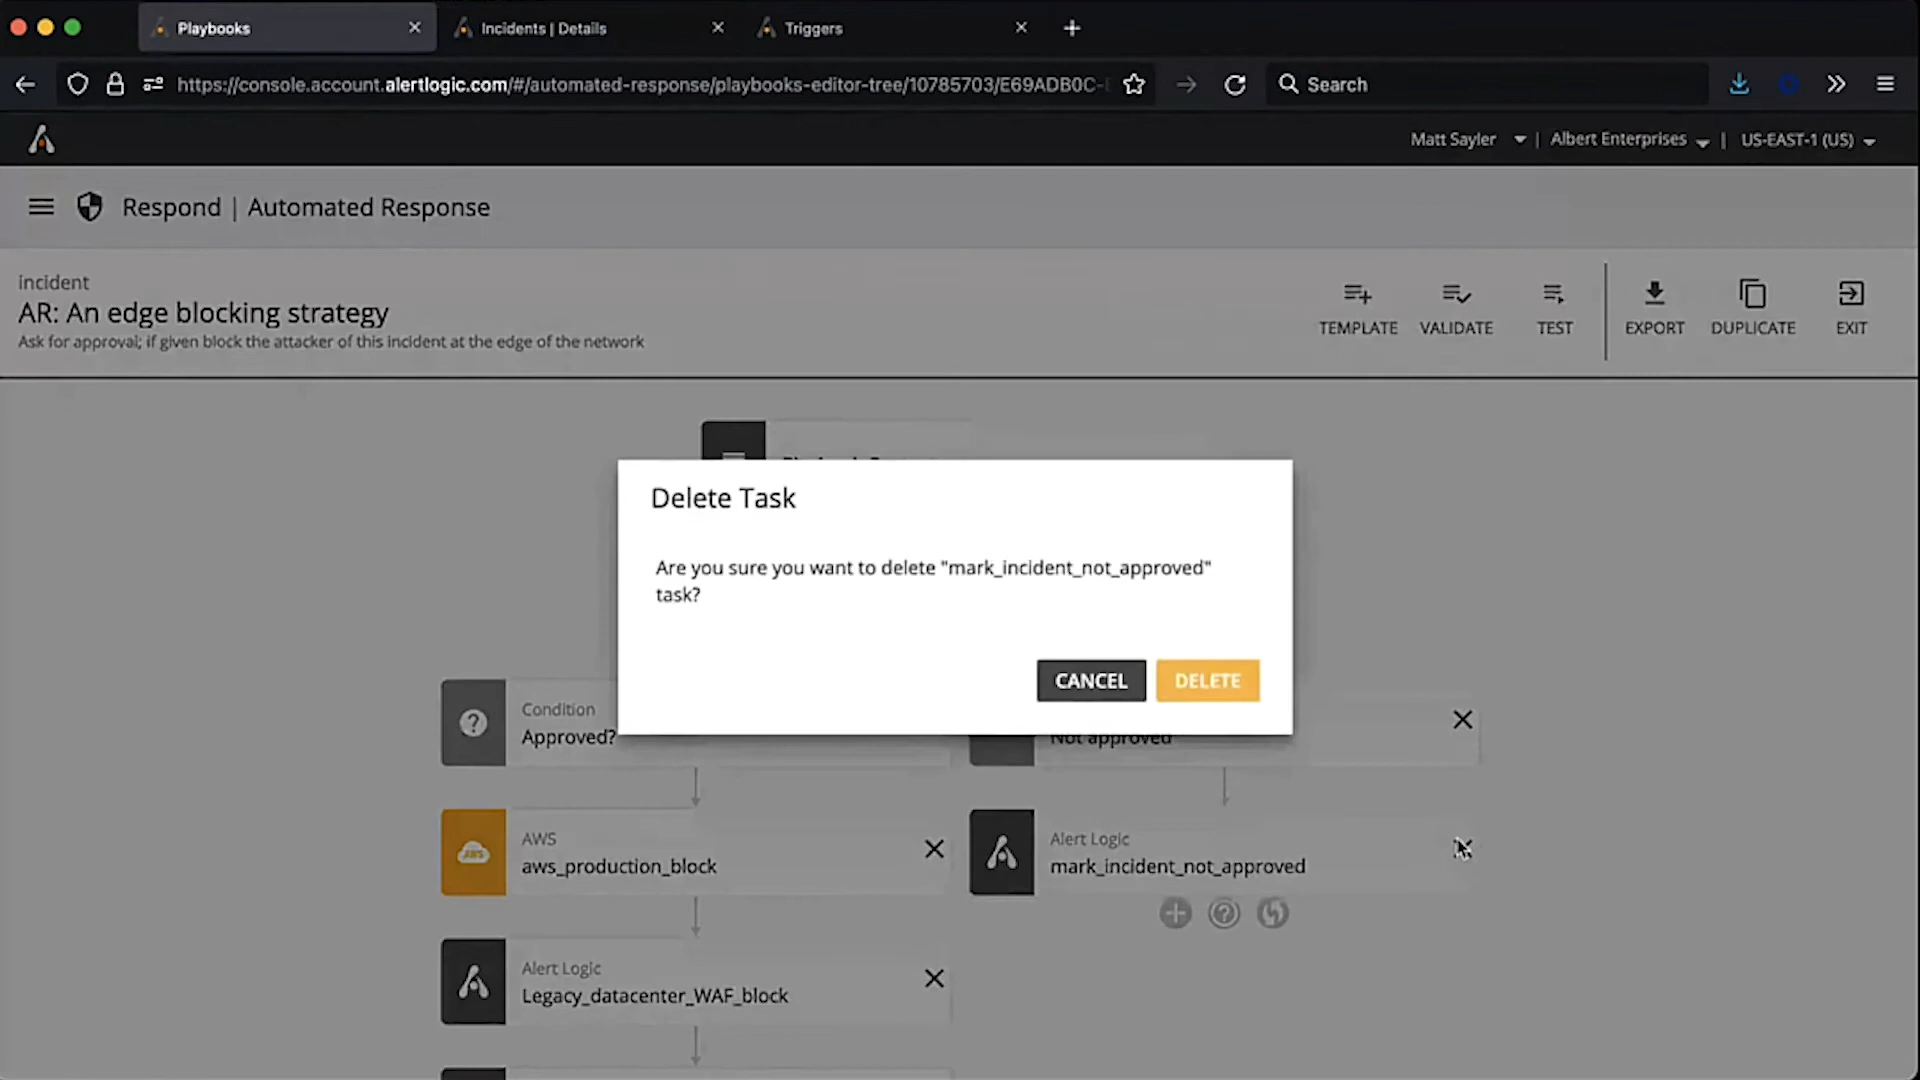 Playbooks
Incidents | Details
Triggers
https://console.account.alertlogic.com/#/automated-response/playbooks-editor-tree/10785703/E69ADB0C-
Search
Matt Sayler | Albert Enterprises | US-EAST-1 (US)
Respond | Automated Response
incident
AR: An edge blocking strategy
Ask for approval; if given block the attacker of this incident at the edge of the network
TEMPLATE
VALIDATE
TEST
EXPORT
DUPLICATE
EXIT
Delete Task
Are you sure you want to delete "mark_incident_not_approved"
task?
CANCEL
DELETE
Condition
Approved?
Not approved
AWS
aws_production_block
Alert Logic
mark_incident_not_approved
Alert Logic
Legacy_datacenter_WAF_block